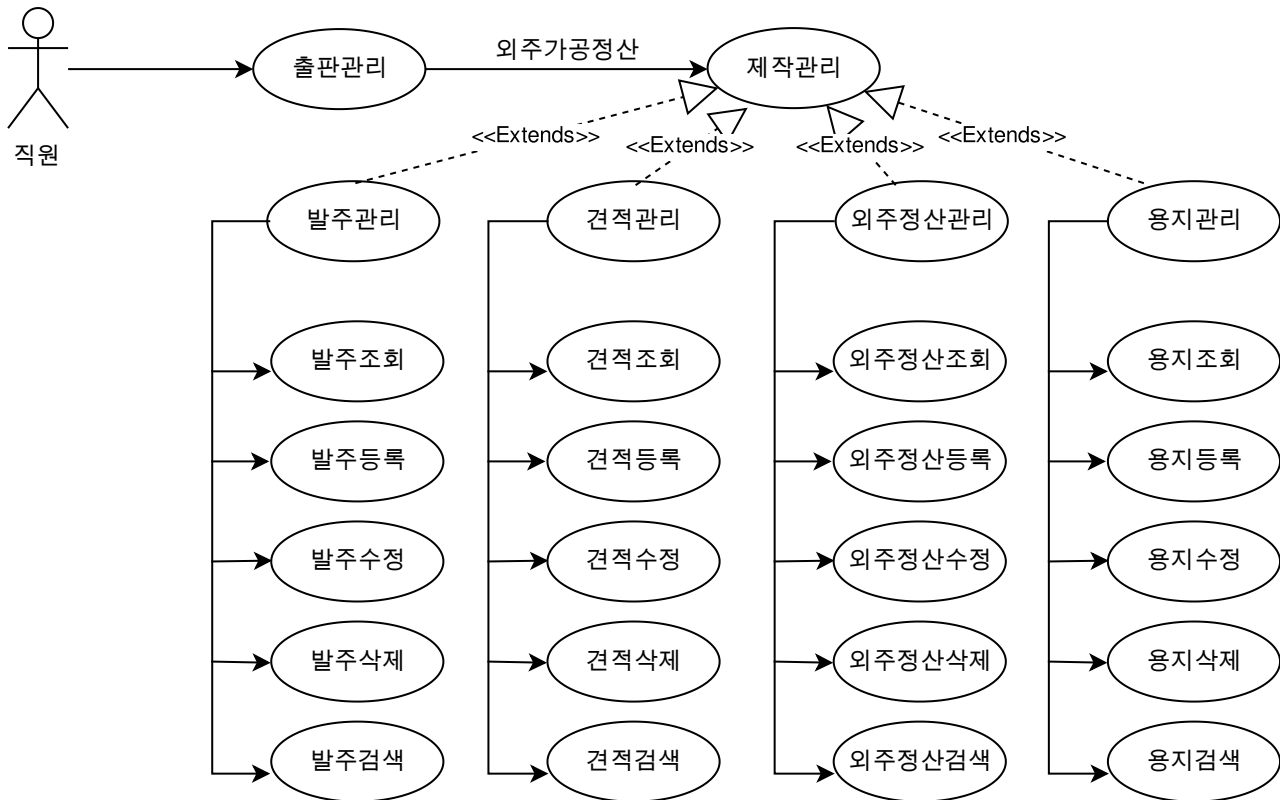 외주가공정산
출판관리
제작관리
직원
<<Extends>>
<<Extends>>
<<Extends>>
<<Extends>>
발주관리
견적관리
외주정산관리
용지관리
발주조회
견적조회
외주정산조회
용지조회
발주등록
견적등록
외주정산등록
용지등록
발주수정
견적수정
외주정산수정
용지수정
발주삭제
견적삭제
외주정산삭제
용지삭제
발주검색
견적검색
외주정산검색
용지검색